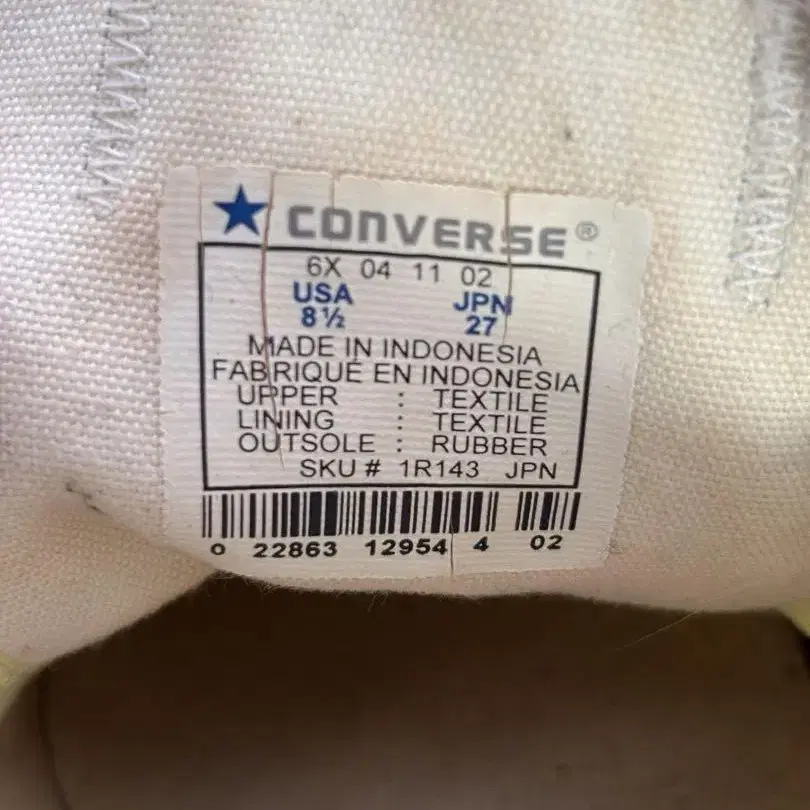 CONVERSE®
6X 04 11 02
USA JPN
8½ 27
MADE IN INDONESIA
FABRIQUÉ EN INDONESIA
UPPER : TEXTILE
LINING : TEXTILE
OUTSOLE : RUBBER
SKU # 1R143 JPN
0 22863 12954 4 02